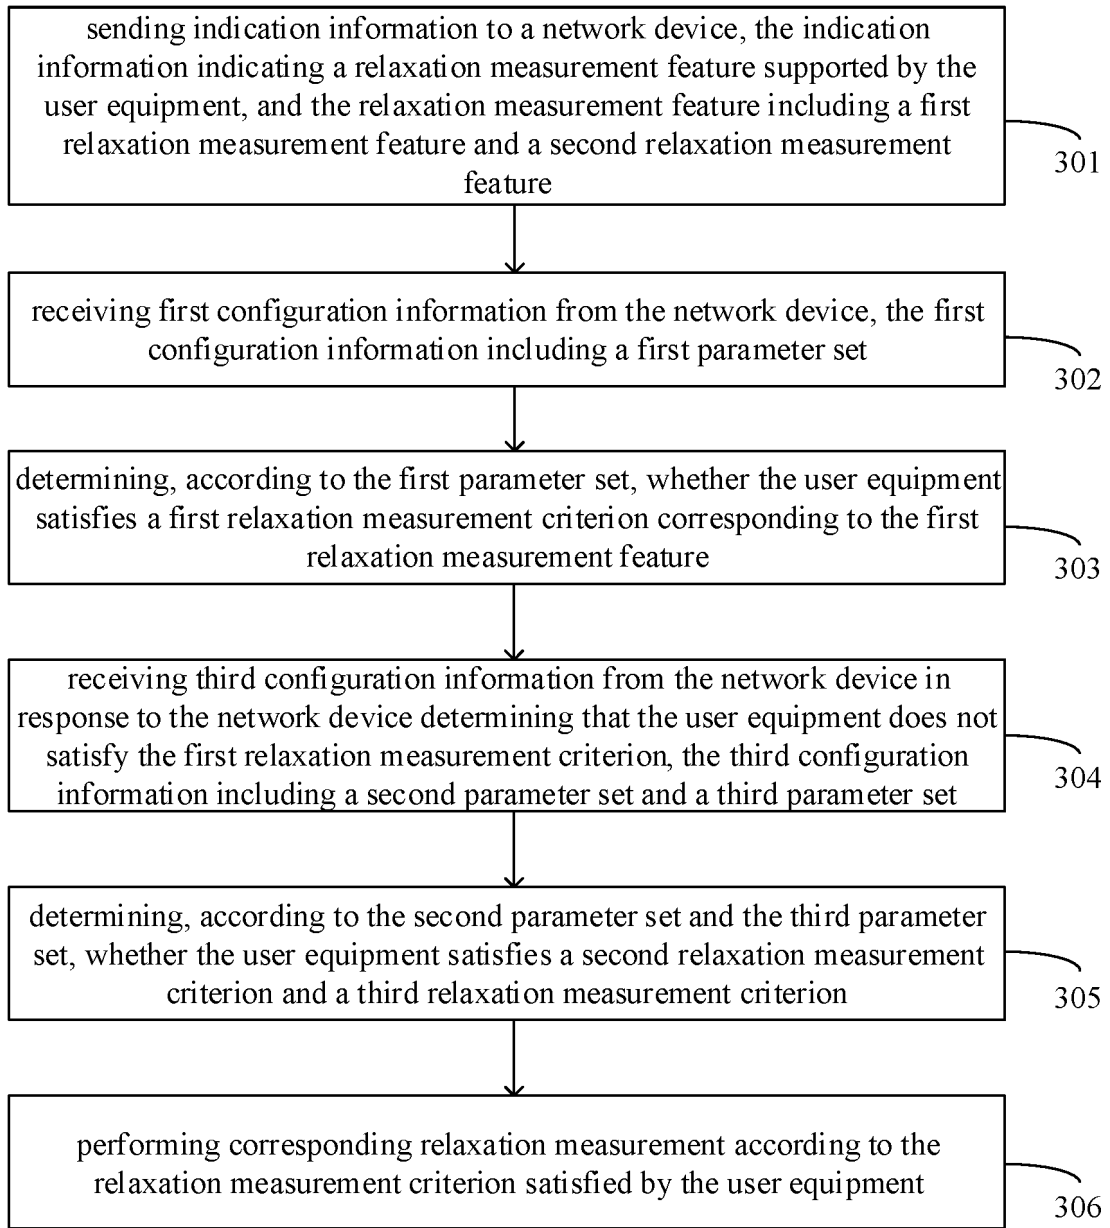 sending indication information to a network device, the indication
information indicating a relaxation measurement feature supported by the
user equipment, and the relaxation measurement feature including a first
relaxation measurement feature and a second relaxation measurement
feature
301
receiving first configuration information from the network device, the first
configuration information including a first parameter set
302
determining, according to the first parameter set, whether the user equipment
satisfies a first relaxation measurement criterion corresponding to the first
relaxation measurement feature
303
receiving third configuration information from the network device in
response to the network device determining that the user equipment does not
satisfy the first relaxation measurement criterion, the third configuration
information including a second parameter set and a third parameter set
304
determining, according to the second parameter set and the third parameter
set, whether the user equipment satisfies a second relaxation measurement
criterion and a third relaxation measurement criterion
305
performing corresponding relaxation measurement according to the
relaxation measurement criterion satisfied by the user equipment
306